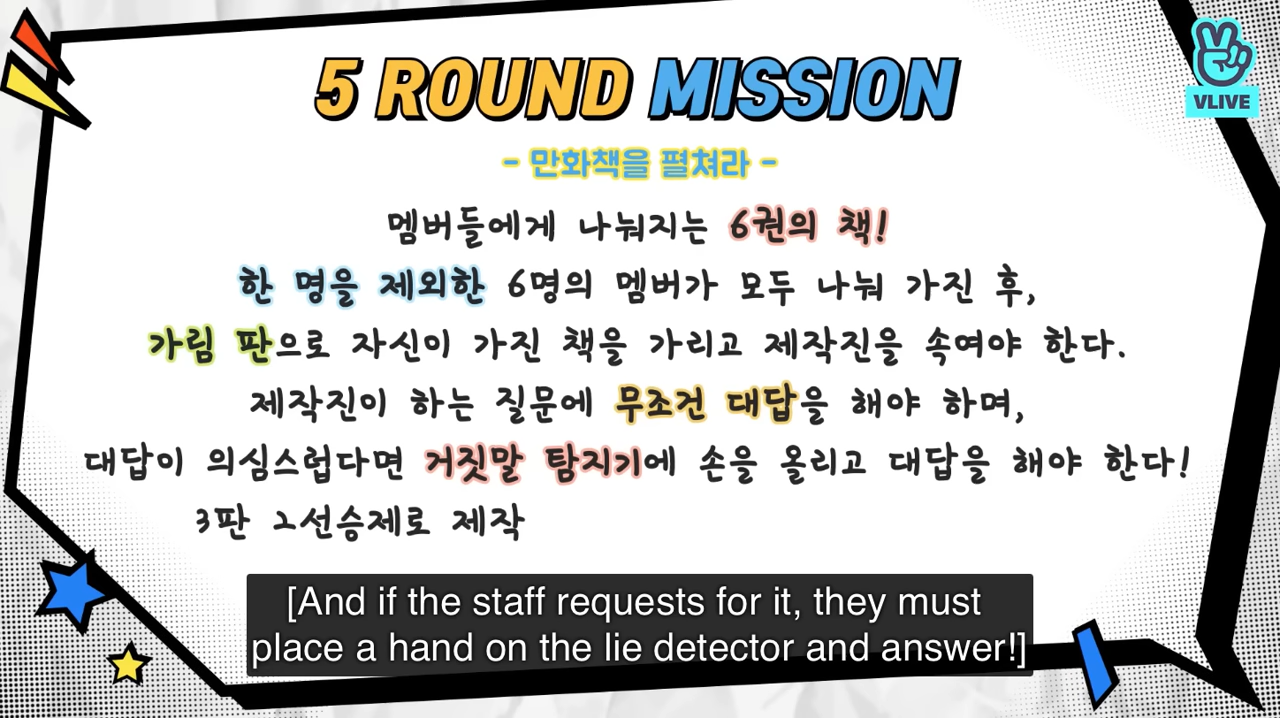 5 ROUND MISSION
VLIVE
- 만화책을 펼쳐라 -
멤버들에게 나눠지는 6권의 책!
한 명을 제외한 6명의 멤버가 모두 나눠 가진 후,
가림 판으로 자신이 가진 책을 가리고 제작진을 속여야 한다.
제작진이 하는 질문에 무조건 대답을 해야 하며,
대답이 의심스럽다면 거짓말 탐지기에 손을 올리고 대답을 해야 한다!
3판 2선승제로 제작
[And if the staff requests for it, they must
place a hand on the lie detector and answer!]